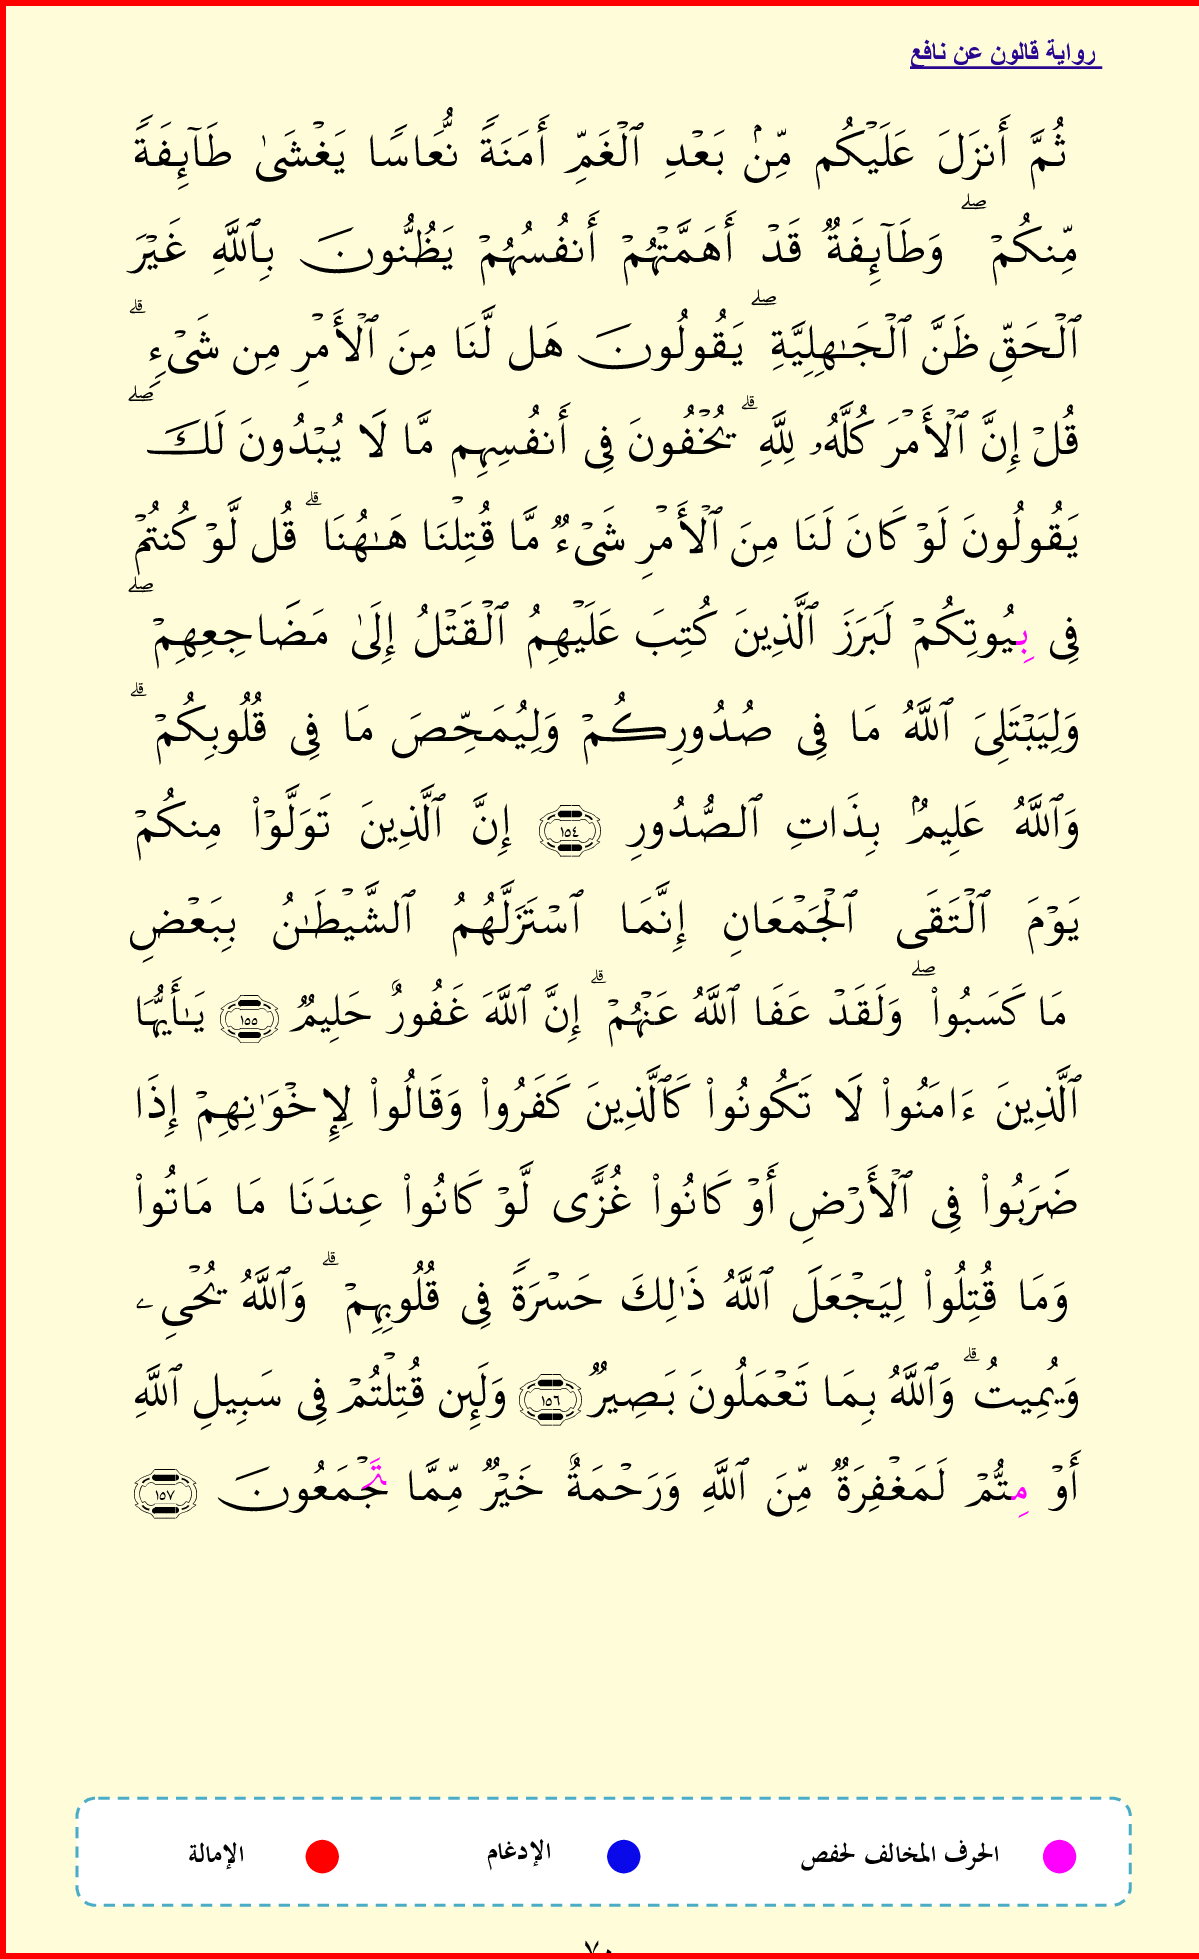 رواية قالون عن نافع
ثُمَّ أَنزَلَ عَلَيۡكُم مِّنۢ بَعۡدِ ٱلۡغَمِّ أَمَنَةٗ نُّعَاسٗا يَغۡشَىٰ طَآئِفَةٗ
مِّنكُمۡۖ وَطَآئِفَةٞ قَدۡ أَهَمَّتۡهُمۡ أَنفُسُهُمۡ يَظُنُّونَ بِٱللَّهِ غَيۡرَ
ٱلۡحَقِّ ظَنَّ ٱلۡجَٰهِلِيَّةِۖ يَقُولُونَ هَل لَّنَا مِنَ ٱلۡأَمۡرِ مِن شَيۡءٖۗ
قُلۡ إِنَّ ٱلۡأَمۡرَ كُلَّهُۥ لِلَّهِۗ يُخۡفُونَ فِي أَنفُسِهِم مَّا لَا يُبۡدُونَ لَكَۖ
يَقُولُونَ لَوۡ كَانَ لَنَا مِنَ ٱلۡأَمۡرِ شَيۡءٞ مَّا قُتِلۡنَا هَٰهُنَاۗ قُل لَّوۡ كُنتُمۡ
فِي بِيُوتِكُمۡ لَبَرَزَ ٱلَّذِينَ كُتِبَ عَلَيۡهِمُ ٱلۡقَتۡلُ إِلَىٰ مَضَاجِعِهِمۡۖ
وَلِيَبۡتَلِيَ ٱللَّهُ مَا فِي صُدُورِكُمۡ وَلِيُمَحِّصَ مَا فِي قُلُوبِكُمۡۗ
وَٱللَّهُ عَلِيمُۢ بِذَاتِ ٱلصُّدُورِ ١٥٤ إِنَّ ٱلَّذِينَ تَوَلَّوۡاْ مِنكُمۡ
يَوۡمَ ٱلۡتَقَى ٱلۡجَمۡعَانِ إِنَّمَا ٱسۡتَزَلَّهُمُ ٱلشَّيۡطَٰنُ بِبَعۡضِ
مَا كَسَبُواْۖ وَلَقَدۡ عَفَا ٱللَّهُ عَنۡهُمۡۗ إِنَّ ٱللَّهَ غَفُورٌ حَلِيمٞ ١٥٥ يَٰأَيُّهَا
ٱلَّذِينَ ءَامَنُواْ لَا تَكُونُواْ كَٱلَّذِينَ كَفَرُواْ وَقَالُواْ لِإِخۡوَٰنِهِمۡ إِذَا
ضَرَبُواْ فِي ٱلۡأَرۡضِ أَوۡ كَانُواْ غُزّٗى لَّوۡ كَانُواْ عِندَنَا مَا مَاتُواْ
وَمَا قُتِلُواْ لِيَجۡعَلَ ٱللَّهُ ذَٰلِكَ حَسۡرَةٗ فِي قُلُوبِهِمۡۗ وَٱللَّهُ يُحۡيِۦ
وَيُمِيتُۗ وَٱللَّهُ بِمَا تَعۡمَلُونَ بَصِيرٞ ١٥٦ وَلَئِن قُتِلۡتُمۡ فِي سَبِيلِ ٱللَّهِ
أَوۡ مِتُّمۡ لَمَغۡفِرَةٞ مِّنَ ٱللَّهِ وَرَحۡمَةٌ خَيۡرٞ مِّمَّا تَجۡمَعُونَ ١٥٧
الحرف المخالف لحفص الإدغام الإمالة
٧٠